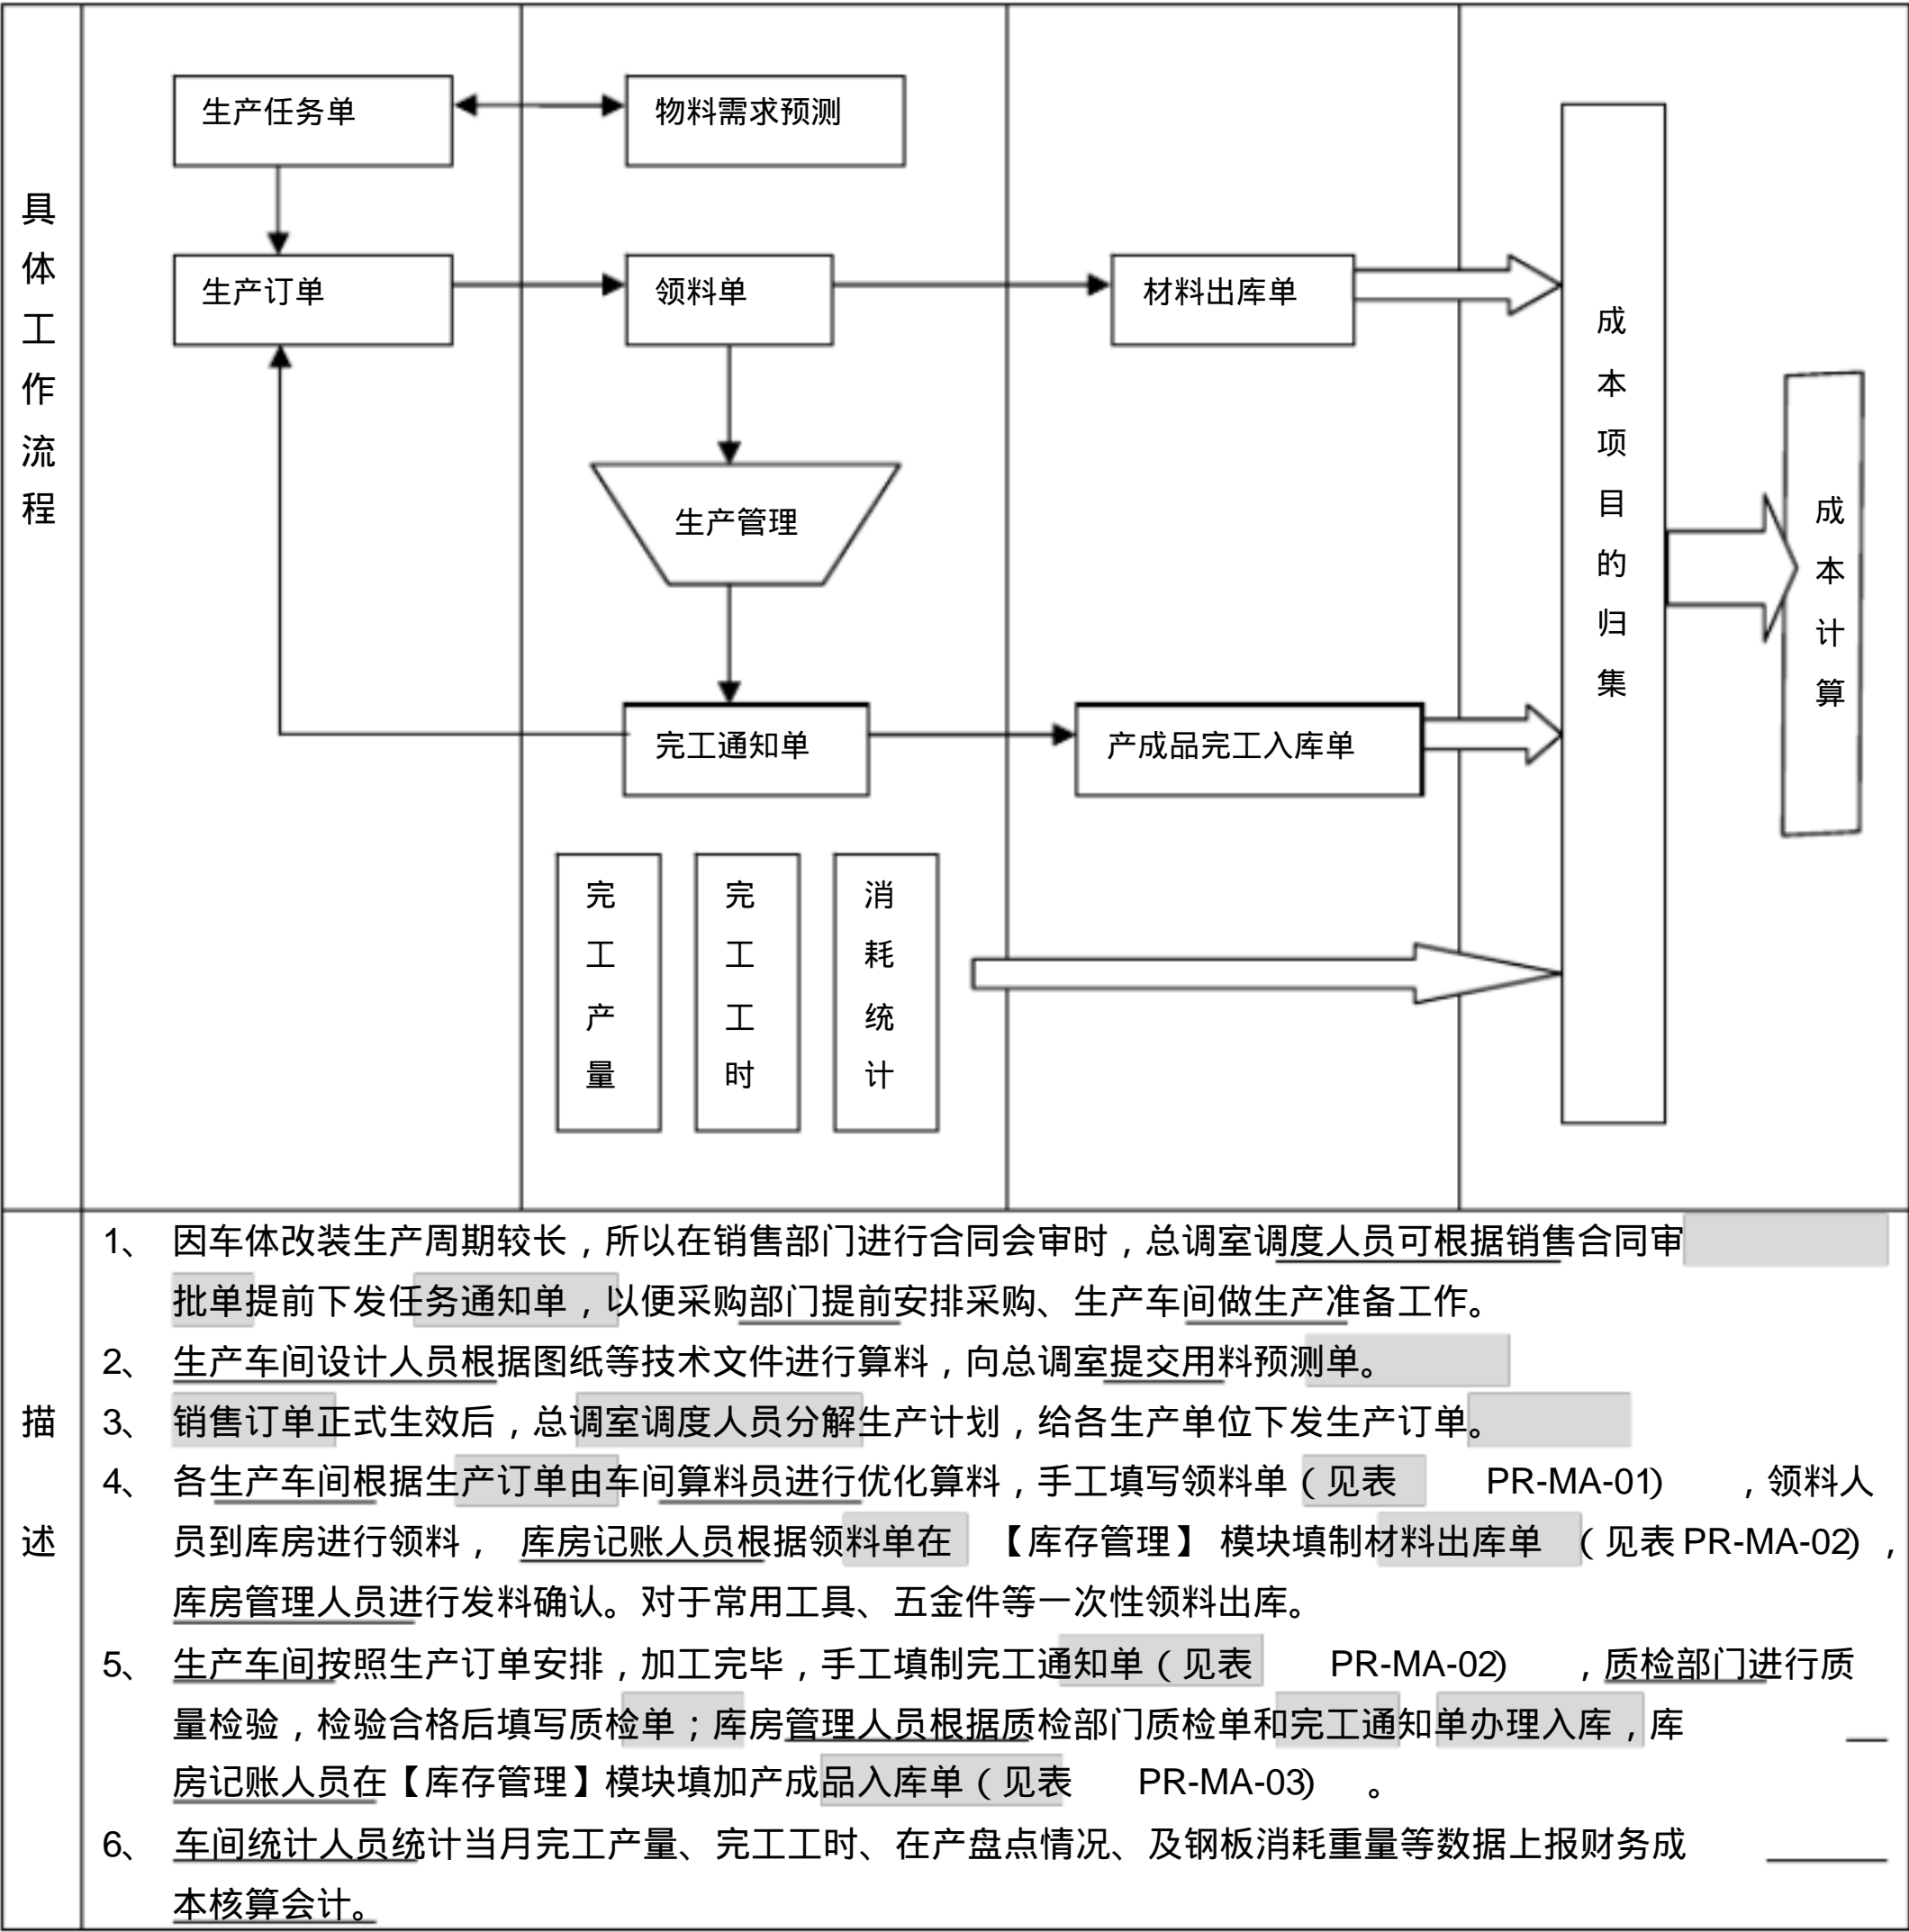 具体工作流程
生产任务单
物料需求预测
生产订单
领料单
材料出库单
生产管理
完工通知单
产成品完工入库单
完工产量
完工工时
消耗统计
成本项目的归集
成本计算
描述
1、 因车体改装生产周期较长，所以在销售部门进行合同会审时，总调室调度人员可根据销售合同审
批单提前下发任务通知单，以便采购部门提前安排采购、生产车间做生产准备工作。
2、 生产车间设计人员根据图纸等技术文件进行算料，向总调室提交用料预测单。
3、 销售订单正式生效后，总调室调度人员分解生产计划，给各生产单位下发生产订单。
4、 各生产车间根据生产订单由车间算料员进行优化算料，手工填写领料单（见表 PR-MA-01) ，领料人
员到库房进行领料， 库房记账人员根据领料单在 【库存管理】 模块填制材料出库单 （见表 PR-MA-02)，
库房管理人员进行发料确认。对于常用工具、五金件等一次性领料出库。
5、 生产车间按照生产订单安排，加工完毕，手工填制完工通知单（见表 PR-MA-02) ，质检部门进行质
量检验，检验合格后填写质检单；库房管理人员根据质检部门质检单和完工通知单办理入库，库
房记账人员在【库存管理】模块填加产成品入库单（见表 PR-MA-03) 。
6、 车间统计人员统计当月完工产量、完工工时、在产盘点情况、及钢板消耗重量等数据上报财务成
本核算会计。